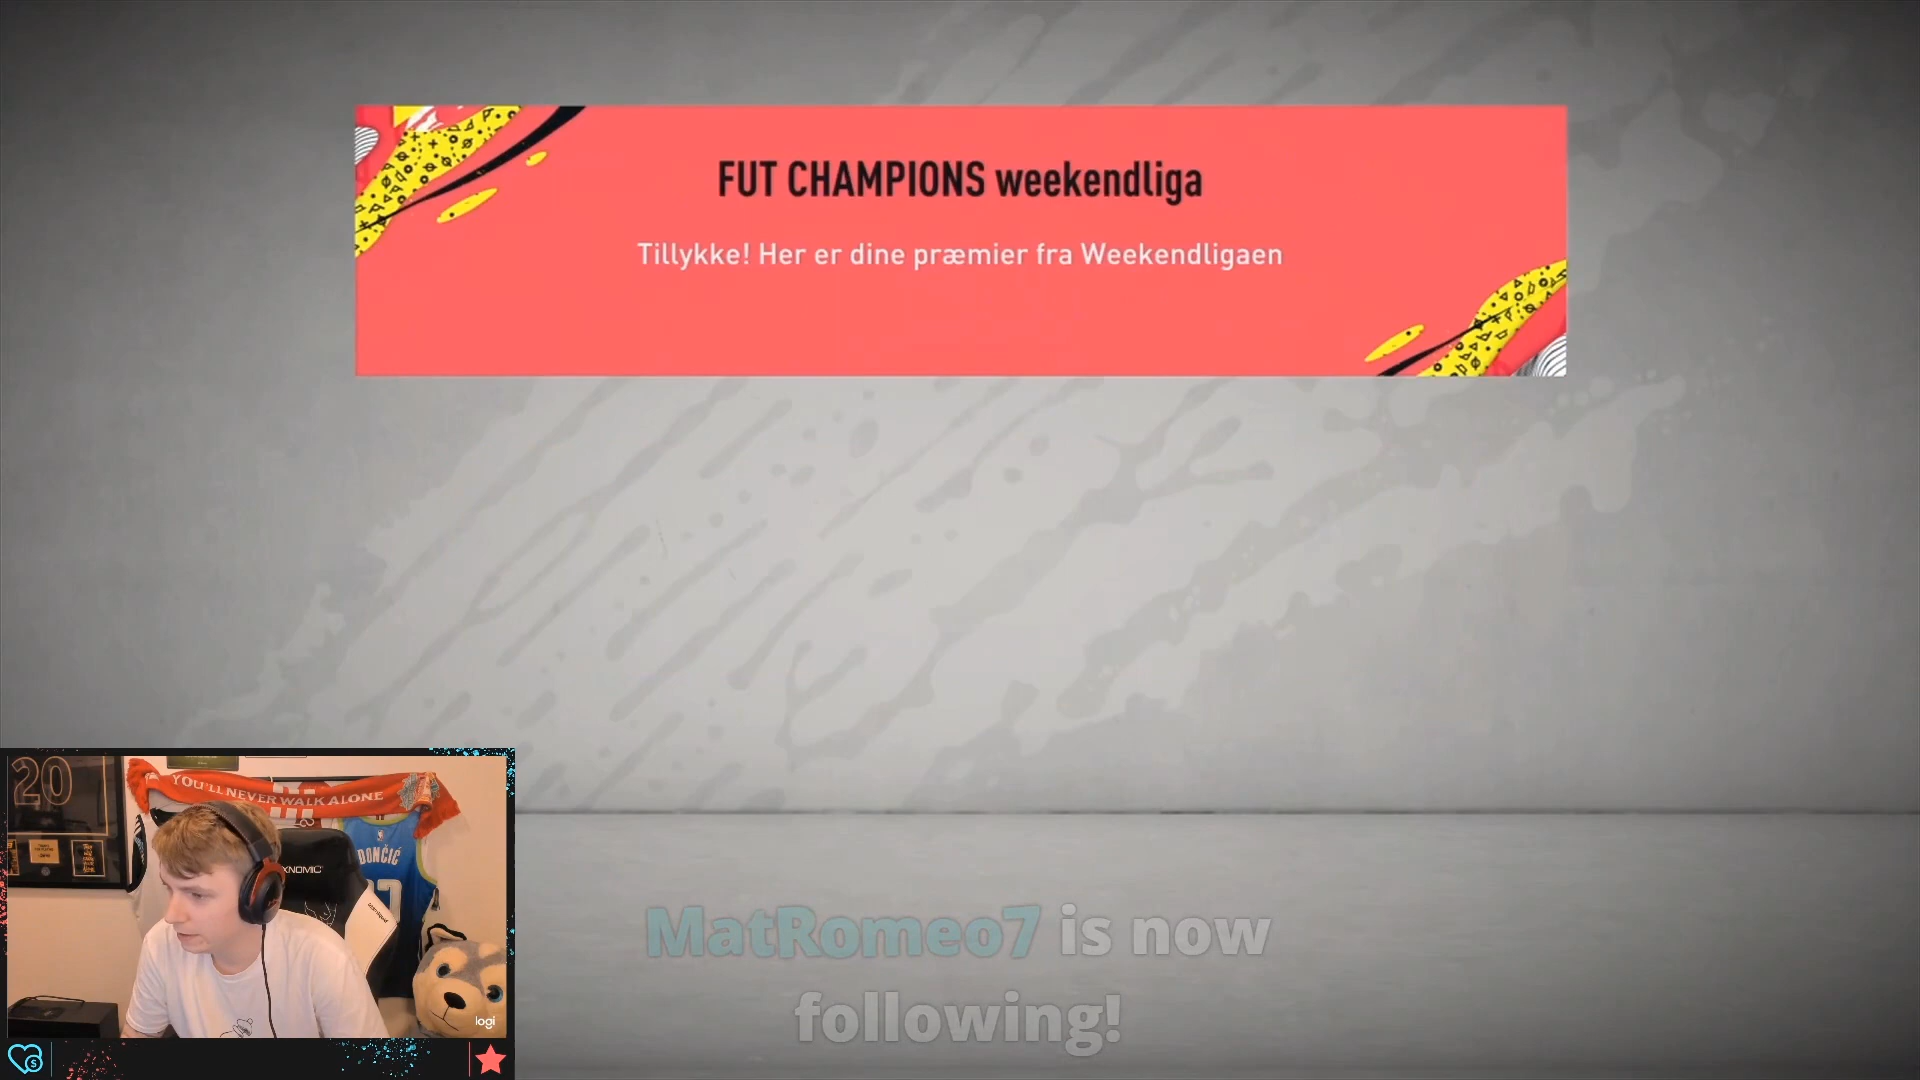 FUT CHAMPIONS weekendliga
Tillykke! Her er dine præmier fra Weekendligaen
20
YOU'LL NEVER WALK ALONE
XNOMIC
DONČIĆ
logi
MatRomeo7 is now
following!